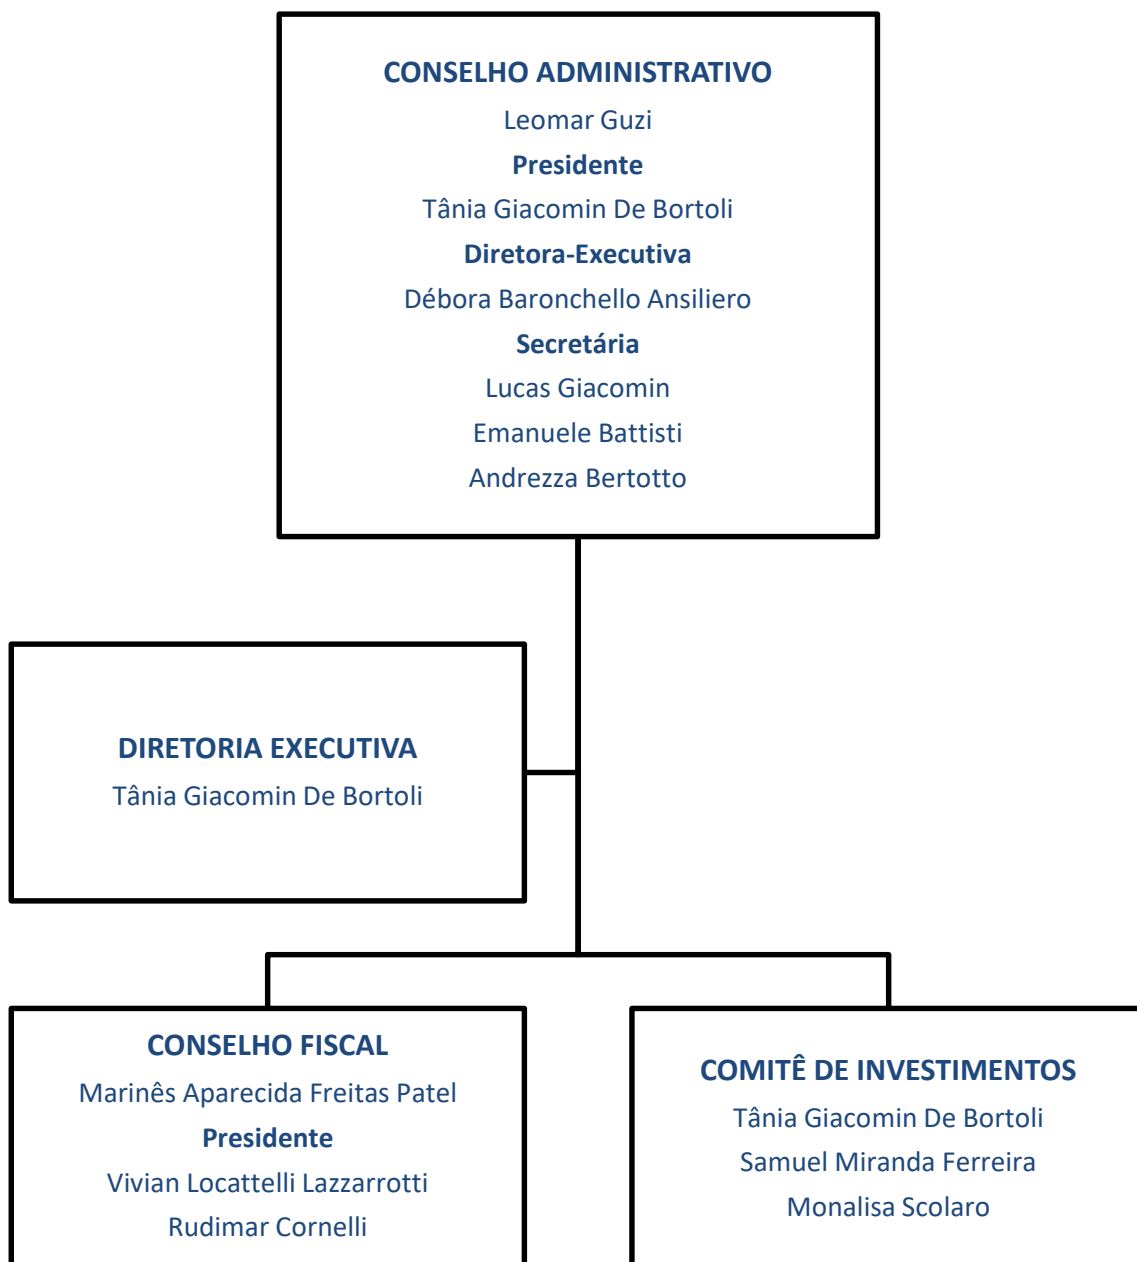 CONSELHO ADMINISTRATIVO
Leomar Guzi
Presidente
Tânia Giacomin De Bortoli
Diretora-Executiva
Débora Baronchello Ansiliero
Secretária
Lucas Giacomin
Emanuele Battisti
Andrezza Bertotto
DIRETORIA EXECUTIVA
Tânia Giacomin De Bortoli
CONSELHO FISCAL
Marinês Aparecida Freitas Patel
Presidente
Vivian Locattelli Lazzarrotti
Rudimar Cornelli
COMITÊ DE INVESTIMENTOS
Tânia Giacomin De Bortoli
Samuel Miranda Ferreira
Monalisa Scolaro